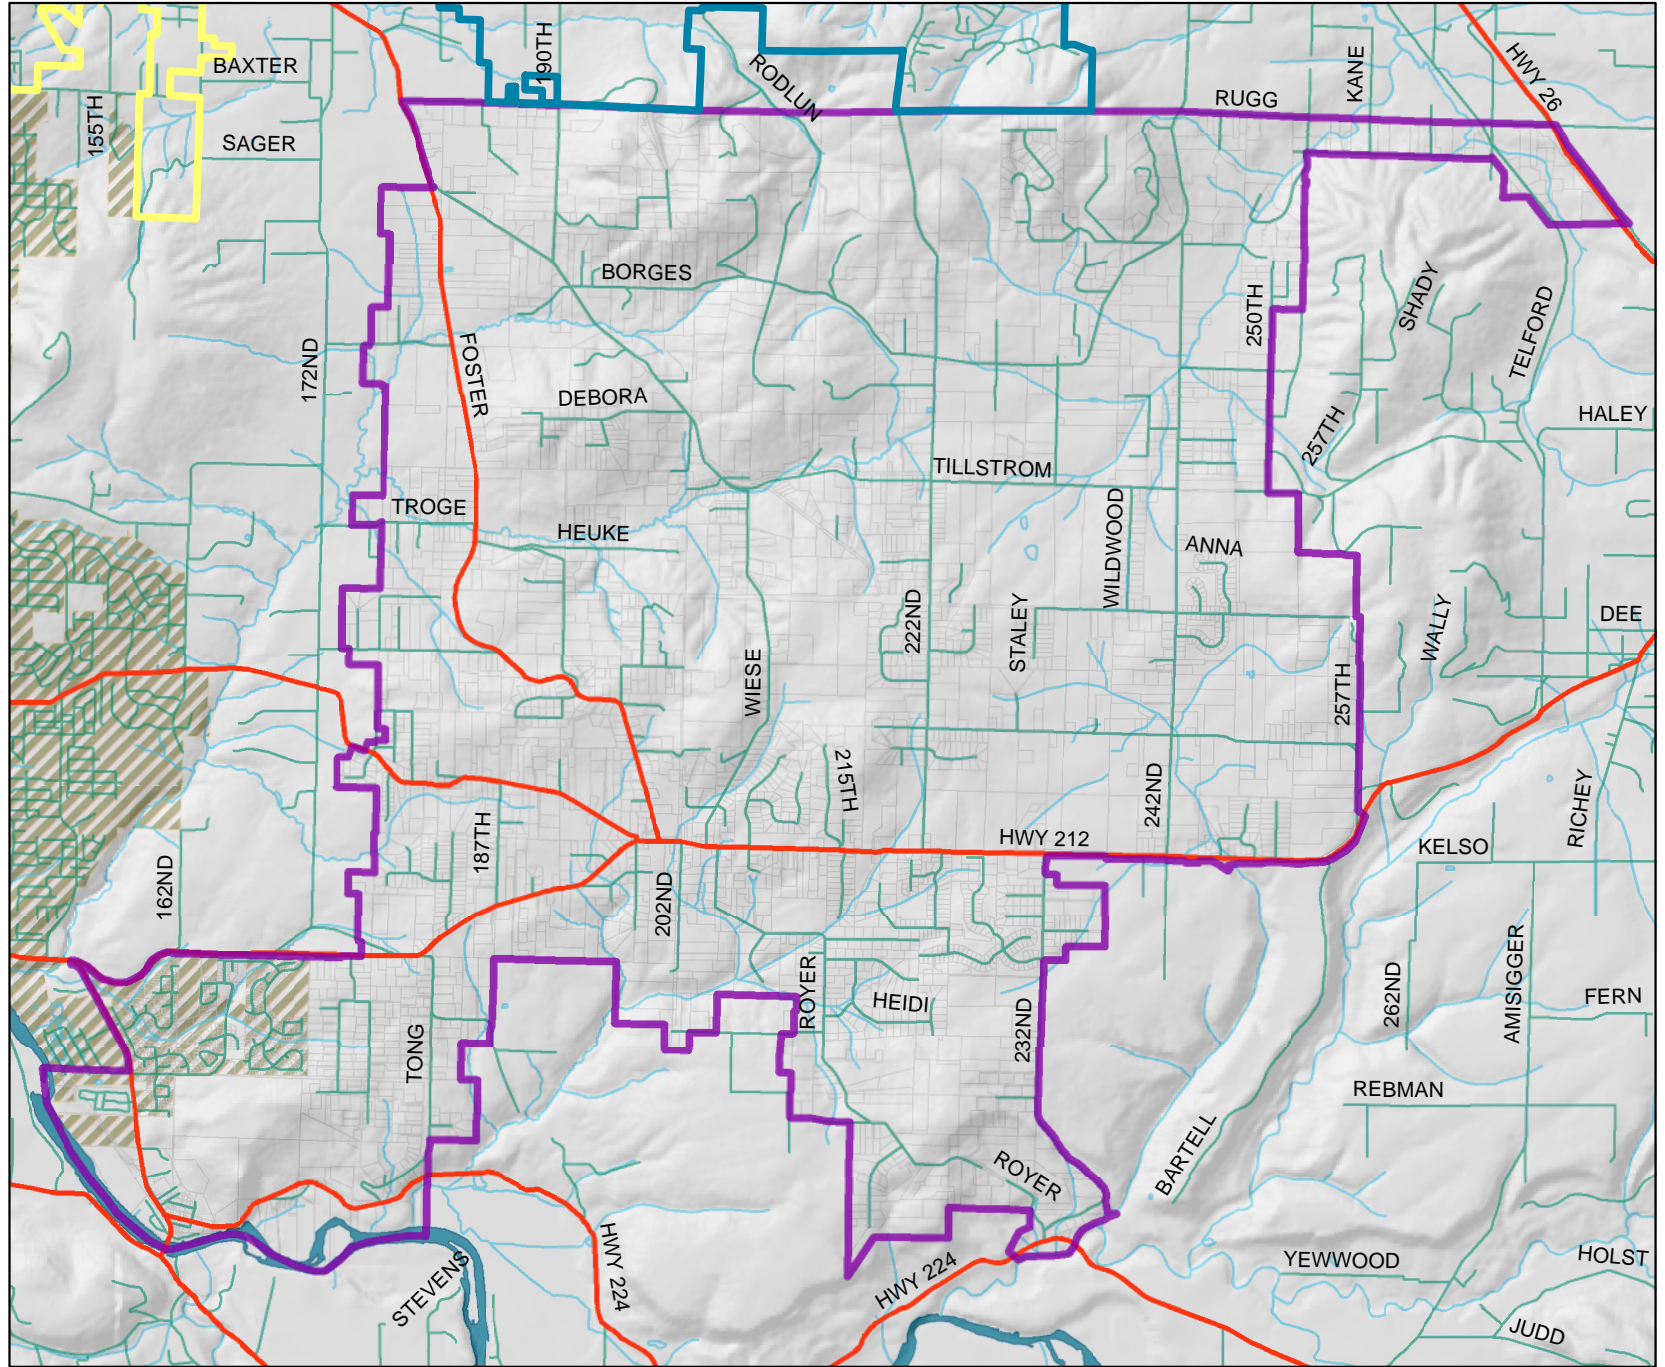 190TH
RODLUN
KANE
HWY 26
BAXTER
RUGG
155TH
SAGER
BORGES
250TH
SHADY
TELFORD
172ND
FOSTER
DEBORA
257TH
HALEY
TILLSTROM
TROGE
WILDWOOD
HEUKE
ANNA
222ND
STALEY
WALLY
DEE
WIESE
257TH
215TH
242ND
RICHEY
187TH
HWY 212
KELSO
162ND
202ND
ROYER
HEIDI
232ND
262ND
AMISIGGER
FERN
TONG
REBMAN
BARTELL
ROYER
HWY 224
STEVENS
HWY 224
YEWWOOD
HOLST
JUDD